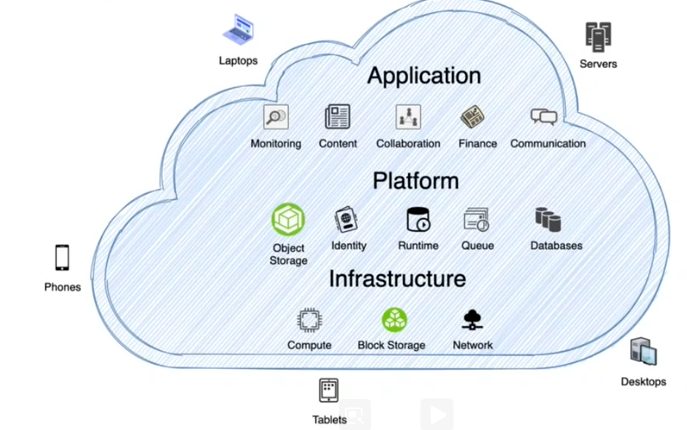 Laptops
Servers
Application
Monitoring Content Collaboration Finance Communication
Platform
Object
Storage
Identity Runtime Queue Databases
Infrastructure
Phones
Compute Block Storage Network
Desktops
Tablets